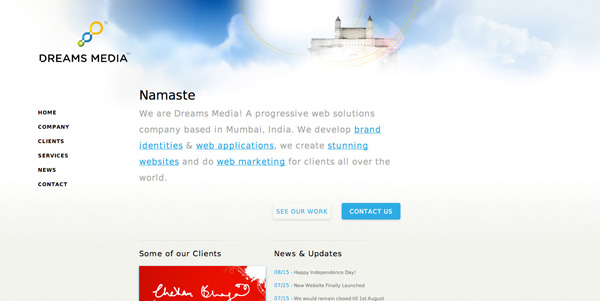 DREAMS MEDIA
Namaste
We are Dreams Media! A progressive web solutions
company based in Mumbai, India. We develop brand
identities & web applications, we create stunning
websites and do web marketing for clients all over the
world.
HOME
COMPANY
CLIENTS
SERVICES
NEWS
CONTACT
SEE OUR WORK
CONTACT US
Some of our Clients
Chetan Bhagat
News & Updates
08/15 - Happy Independence Day!
07/25 - New Website Finally Launched
07/15 - We would remain closed till 1st August